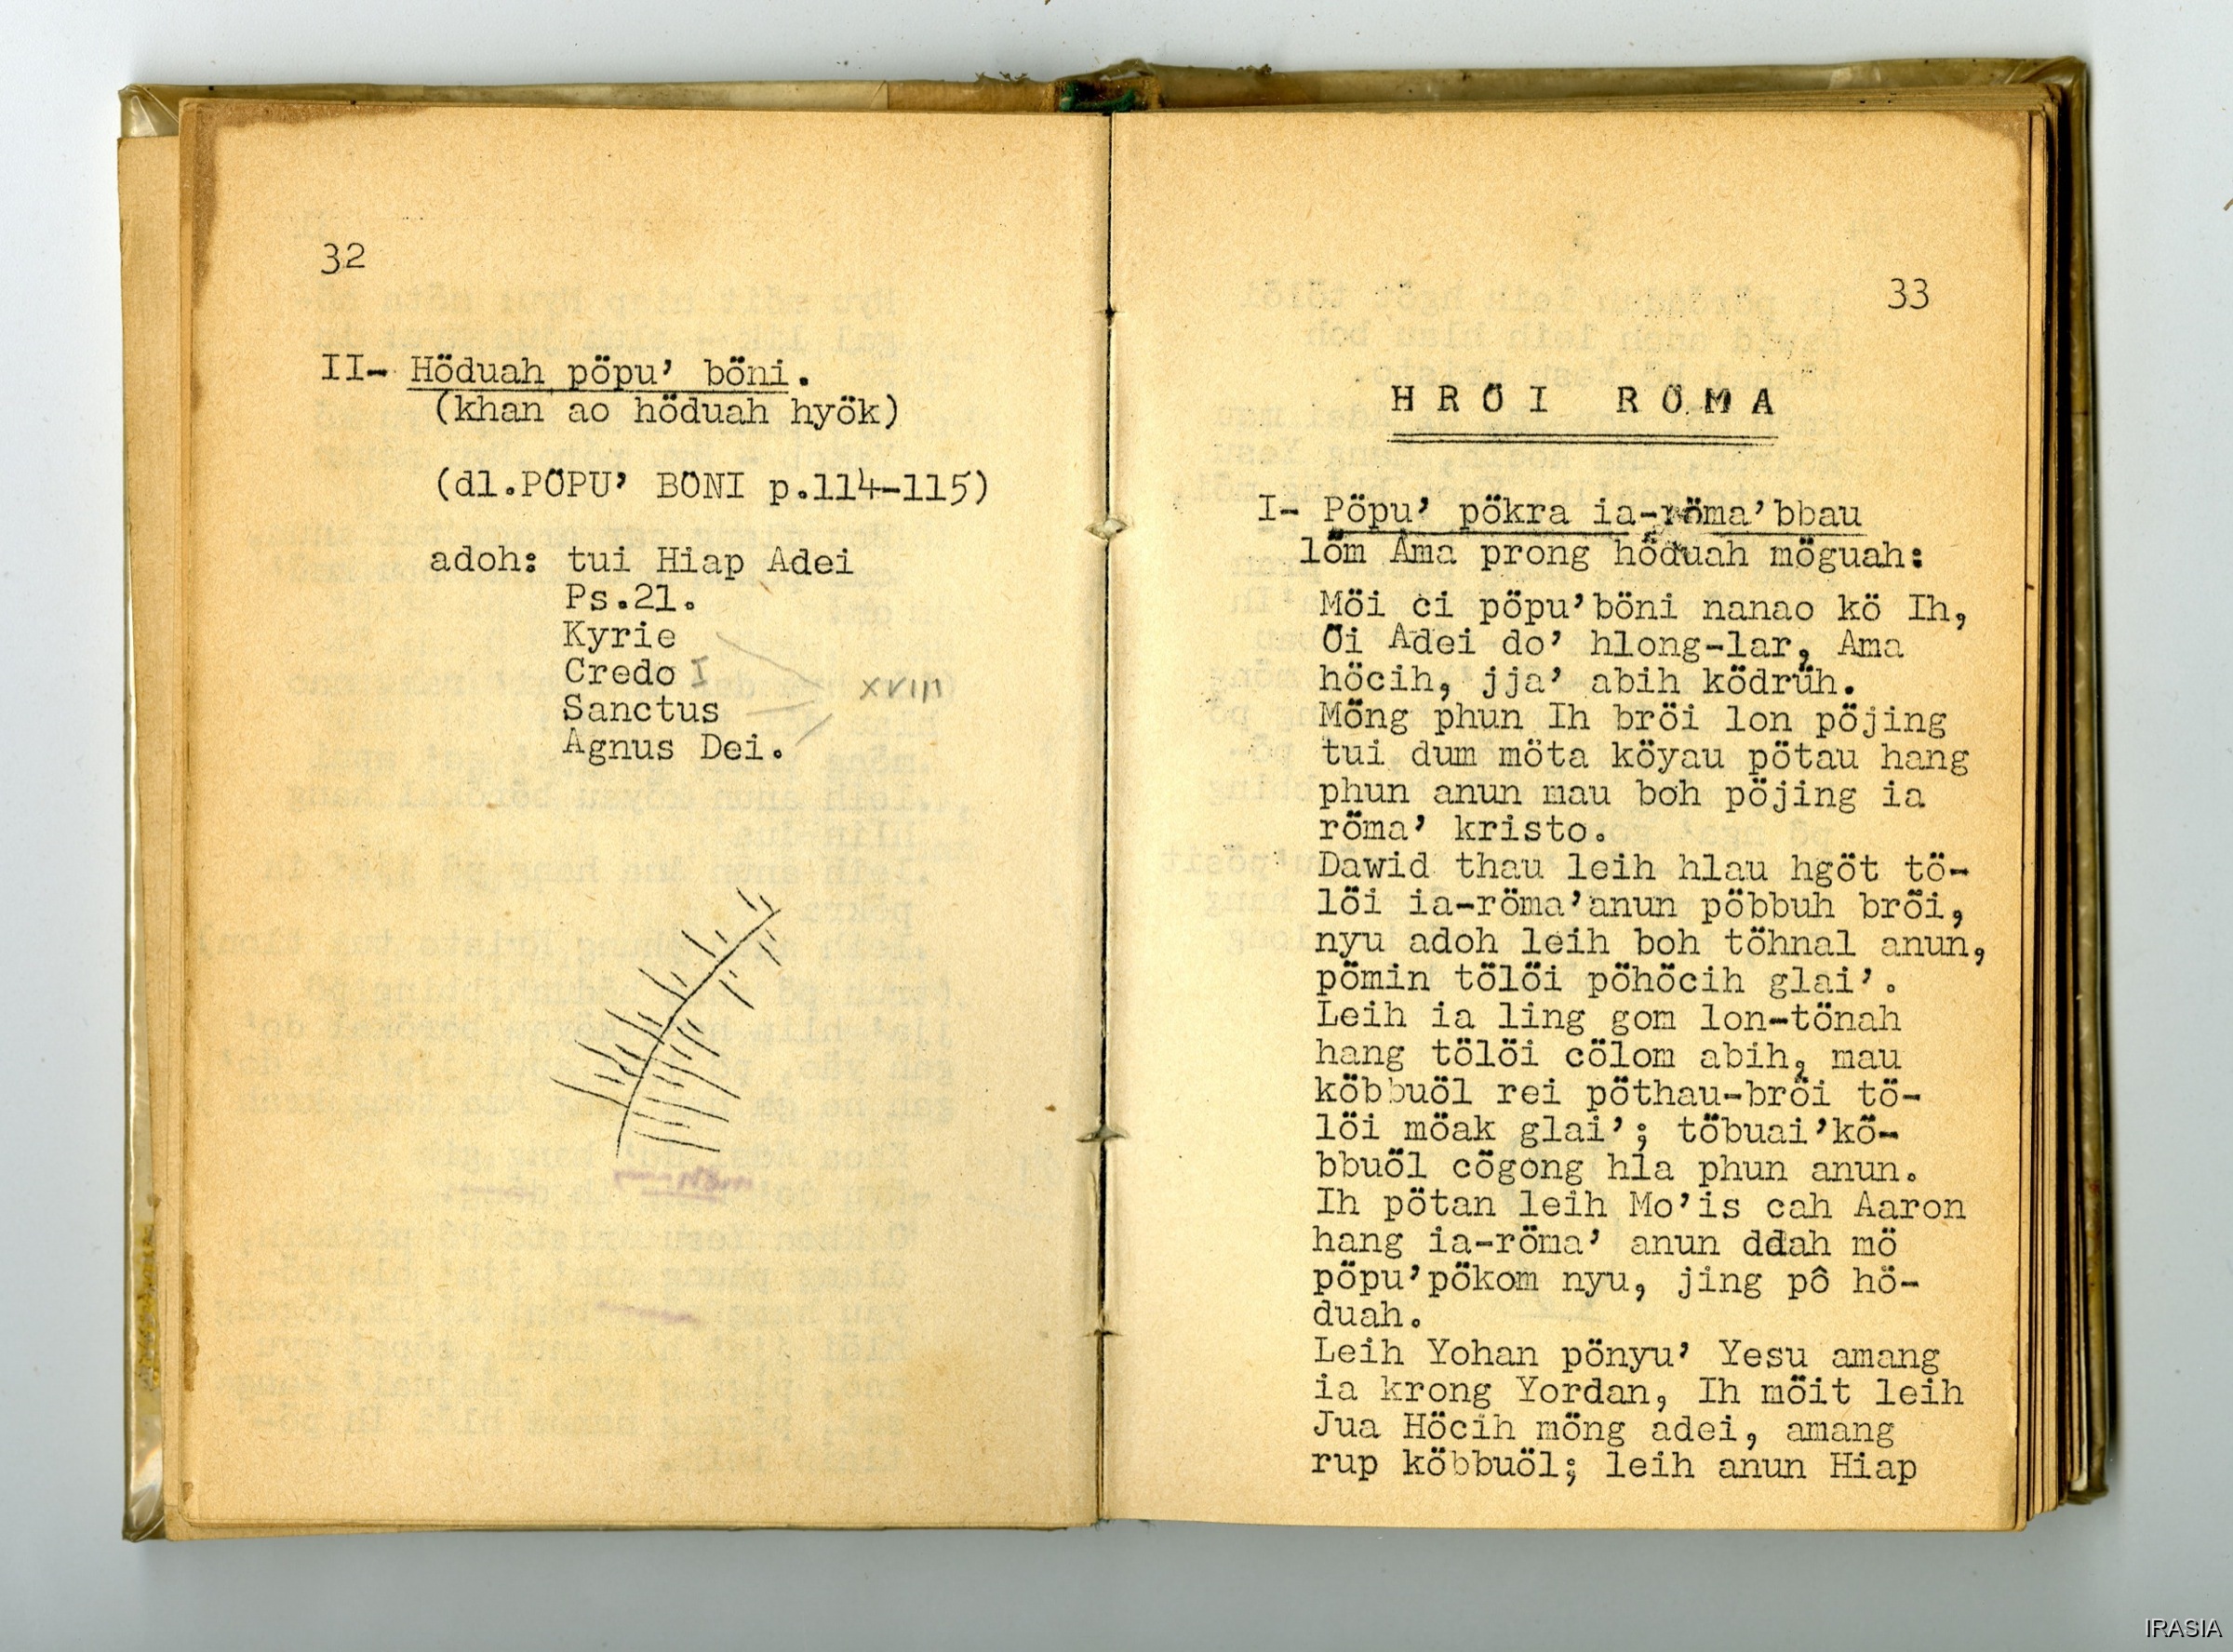 32
II- Höduah pöpu' böni.
(khan ao höduah hyök)
(dl.PÖPU' BÖNI p.114-115)
adoh: tui Hiap Adei
Ps.21.
Kyrie
Credo I
Sanctus
XVIII
Agnus Dei.
33
HRÖI RÖMA
I- Pöpu' pökra ia-röma'bbau
löm Ama prong höduah möguah:
Möi ci pöpu'böni nanao kö Ih,
Öi Adei do' hlong-lar, Ama
höcih, jja' abih ködrüh.
Möng phun Ih bröi lon pöjing
tui dum möta köyau pötau hang
phun anun mau boh pöjing ia
röma' kristo.
Dawid thau leih hlau hgöt tö-
löi ia-röma'anun pöbbuh bröi,
nyu adoh leih boh töhnal anun,
pömin tölöi pöhöcih glai'.
Leih ia ling gom lon-tönah
hang tölöi cölom abih, mau
köbbuöl rei pöthau-bröi tö-
löi möak glai'; töbuai'kö-
bbuöl cögong hla phun anun.
Ih pötan leih Mo'is cah Aaron
hang ia-röma' anun ddah mö
pöpu'pökom nyu, jing pô hö-
duah.
Leih Yohan pönyu' Yesu amang
ia krong Yordan, Ih möit leih
Jua Höcih möng adei, amang
rup köbbuöl; leih anun Hiap
IRASIA